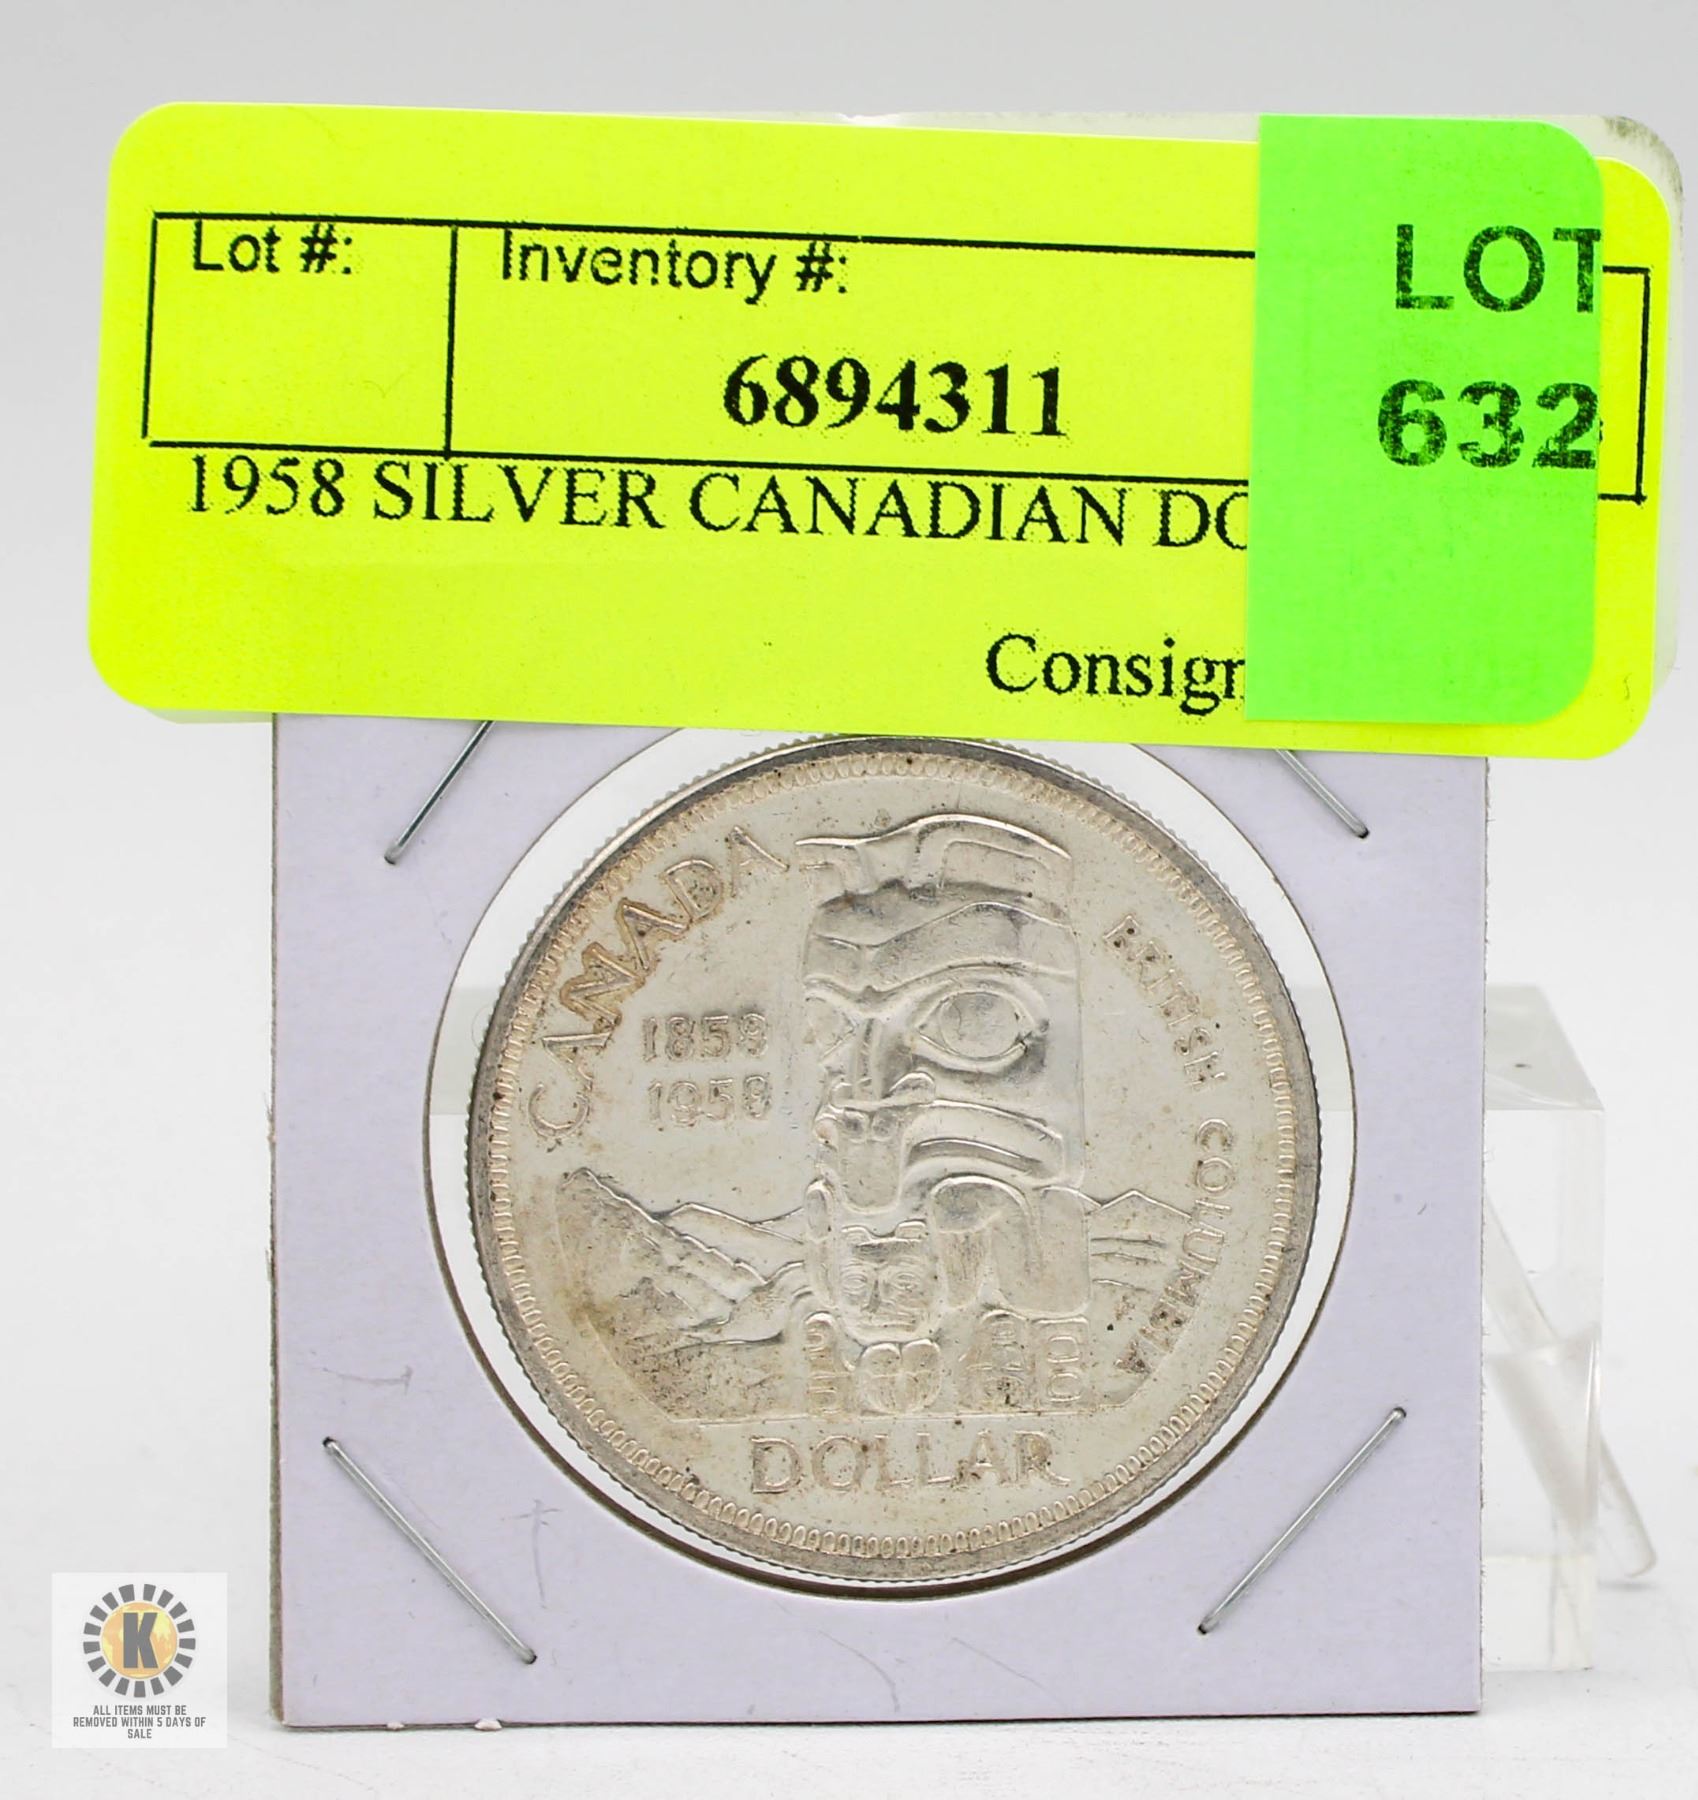 Lot #:
Inventory #:
LOT
6894311
632
1958 SILVER CANADIAN DO
Consign
CANADA
BRITISH COLUMBIA
1858
1958
DOLLAR
K
ALL ITEMS MUST BE
REMOVED WITHIN 5 DAYS OF
SALE